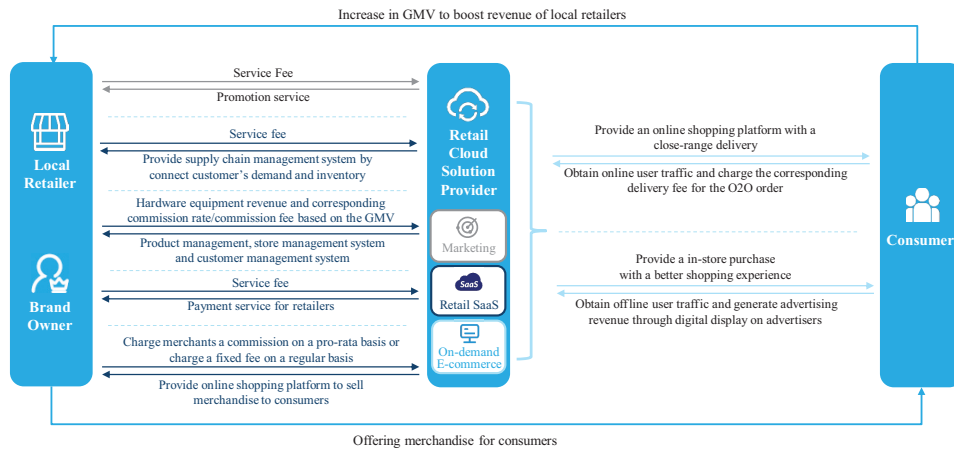 Increase in GMV to boost revenue of local retailers
Local
Retailer
Brand
Owner
Service Fee
Promotion service
Service fee
Provide supply chain management system by
connect customer's demand and inventory
Hardware equipment revenue and corresponding
commission rate/commission fee based on the GMV
Product management, store management system
and customer management system
Service fee
Payment service for retailers
Charge merchants a commission on a pro-rata basis or
charge a fixed fee on a regular basis
Provide online shopping platform to sell
merchandise to consumers
Retail
Cloud
Solution
Provider
Marketing
SaaS
Retail SaaS
On-demand
E-commerce
Provide an online shopping platform with a
close-range delivery
Obtain online user traffic and charge the corresponding
delivery fee for the O2O order
Provide a in-store purchase
with a better shopping experience
Obtain offline user traffic and generate advertising
revenue through digital display on advertisers
Consumer
Offering merchandise for consumers